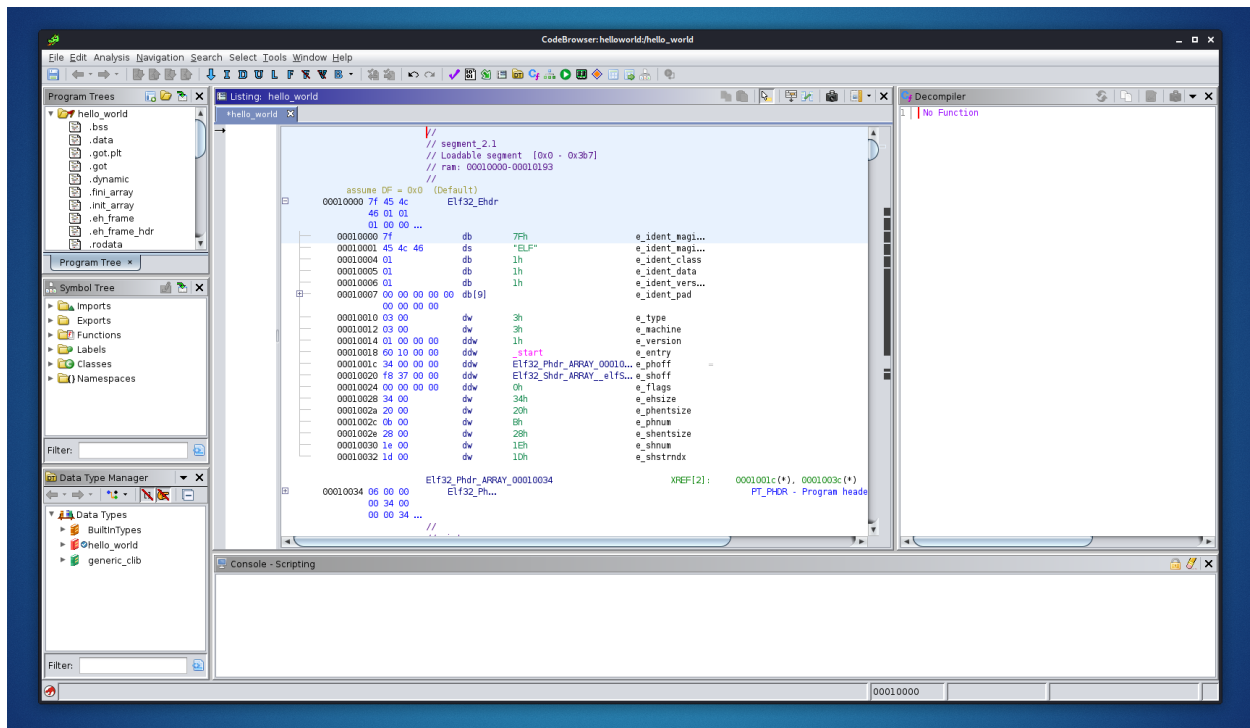 CodeBrowser: helloworld:/hello_world
File Edit Analysis Navigation Search Select Tools Window Help
I D U L F B
Program Trees
hello_world
.bss
.data
.got.plt
.got
.dynamic
.fini_array
.init_array
.eh_frame
.eh_frame_hdr
.rodata
Program Tree ×
Symbol Tree
Imports
Exports
Functions
Labels
Classes
Namespaces
Filter:
Data Type Manager
Data Types
BuiltInTypes
hello_world
generic_clib
Filter:
Listing: hello_world
*hello_world
//
// segment_2.1
// Loadable segment [0x0 - 0x3b7]
// ram: 00010000-00010193
//
assume DF = 0x0 (Default)
00010000 7f 45 4c Elf32_Ehdr
46 01 01
01 00 00 ...
00010000 7f db 7Fh e_ident_magi...
00010001 45 4c 46 ds "ELF" e_ident_magi...
00010004 01 db 1h e_ident_class
00010005 01 db 1h e_ident_data
00010006 01 db 1h e_ident_vers...
00010007 00 00 00 00 00 db[9] e_ident_pad
00 00 00 00
00010010 03 00 dw 3h e_type
00010012 03 00 dw 3h e_machine
00010014 01 00 00 00 ddw 1h e_version
00010018 60 10 00 00 ddw _start e_entry
0001001c 34 00 00 00 ddw Elf32_Phdr_ARRAY_00010... e_phoff =
00010020 f8 37 00 00 ddw Elf32_Shdr_ARRAY__elfS... e_shoff
00010024 00 00 00 00 ddw 0h e_flags
00010028 34 00 dw 34h e_ehsize
0001002a 20 00 dw 20h e_phentsize
0001002c 0b 00 dw Bh e_phnum
0001002e 28 00 dw 28h e_shentsize
00010030 1e 00 dw 1Eh e_shnum
00010032 1d 00 dw 1Dh e_shstrndx
Elf32_Phdr_ARRAY_00010034 XREF[2]: 0001001c(*), 0001003c(*)
00010034 06 00 00 Elf32_Ph... PT_PHDR - Program heade
00 34 00
00 00 34 ...
//
Decompiler
1 No Function
Console - Scripting
00010000